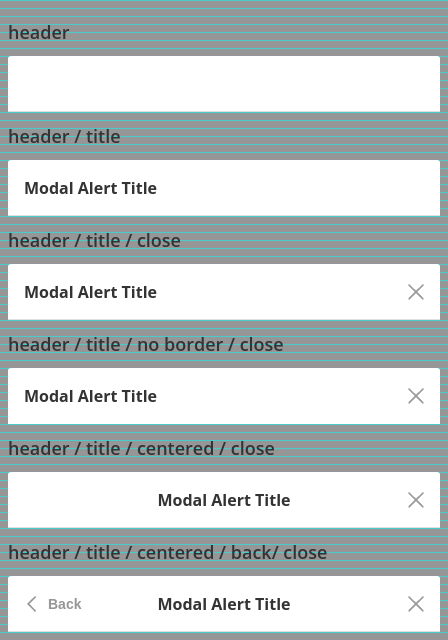 header
header / title
Modal Alert Title
header / title / close
Modal Alert Title
header / title / no border / close
Modal Alert Title
header / title / centered / close
Modal Alert Title
header / title / centered / back/ close
Back Modal Alert Title